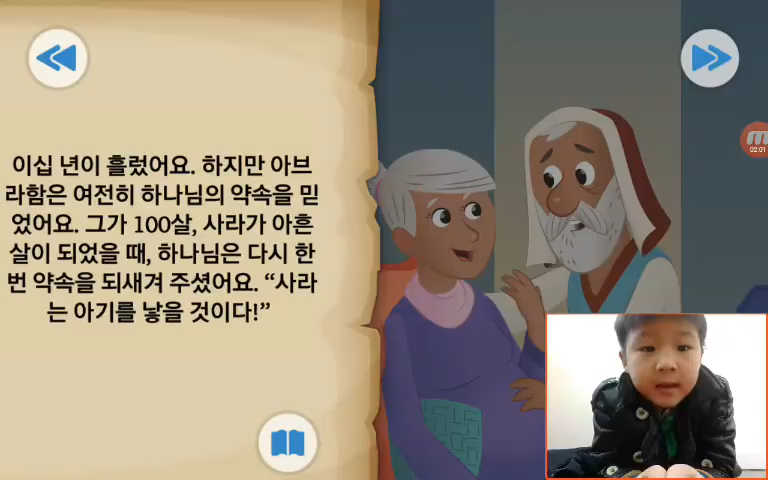 이십 년이 흘렀어요. 하지만 아브
라함은 여전히 하나님의 약속을 믿
었어요. 그가 100살, 사라가 아흔
살이 되었을 때, 하나님은 다시 한
번 약속을 되새겨 주셨어요. “사라
는 아기를 낳을 것이다!”
02:01